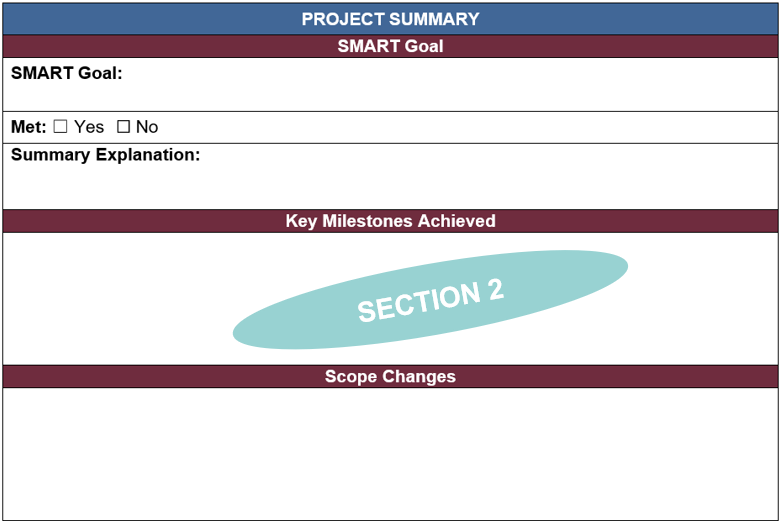 PROJECT SUMMARY
SMART Goal
SMART Goal:
Met: ☐ Yes ☐ No
Summary Explanation:
Key Milestones Achieved
SECTION 2
Scope Changes